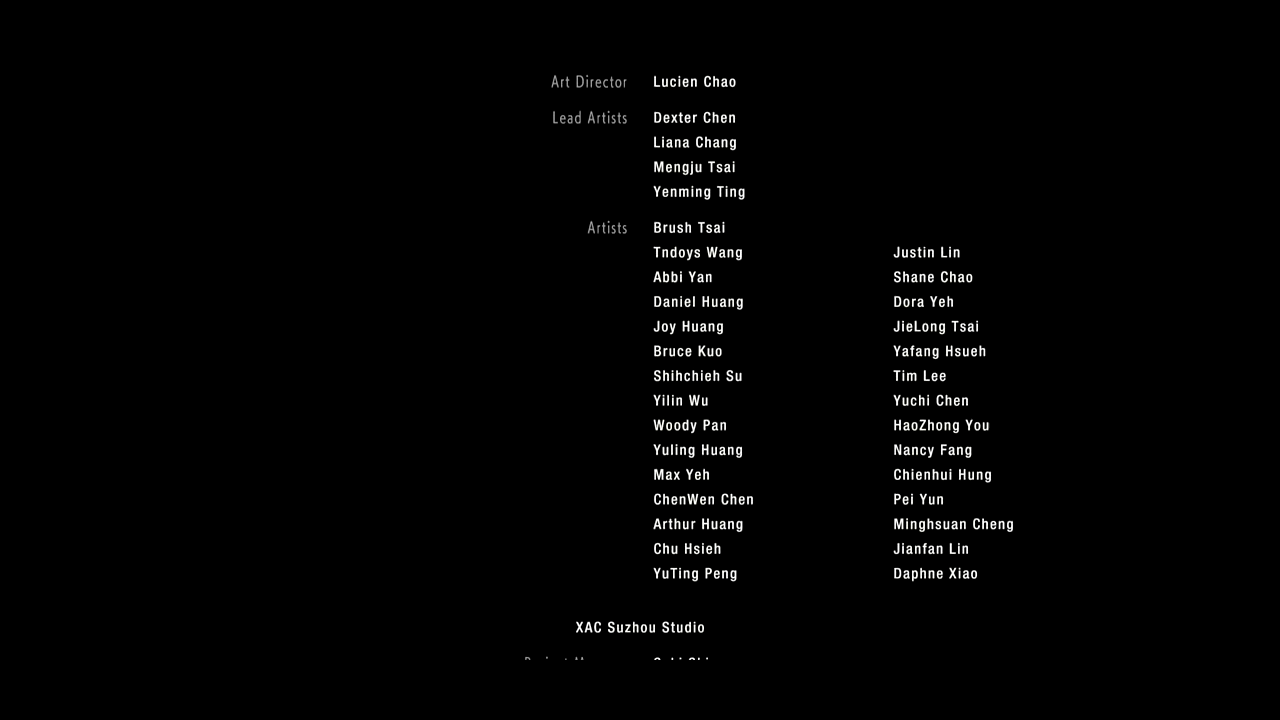 Art Director Lucien Chao
Lead Artists Dexter Chen
Liana Chang
Mengju Tsai
Yenming Ting
Artists Brush Tsai
Tndoys Wang Justin Lin
Abbi Yan Shane Chao
Daniel Huang Dora Yeh
Joy Huang JieLong Tsai
Bruce Kuo Yafang Hsueh
Shihchieh Su Tim Lee
Yilin Wu Yuchi Chen
Woody Pan HaoZhong You
Yuling Huang Nancy Fang
Max Yeh Chienhui Hung
ChenWen Chen Pei Yun
Arthur Huang Minghsuan Cheng
Chu Hsieh Jianfan Lin
YuTing Peng Daphne Xiao
XAC Suzhou Studio